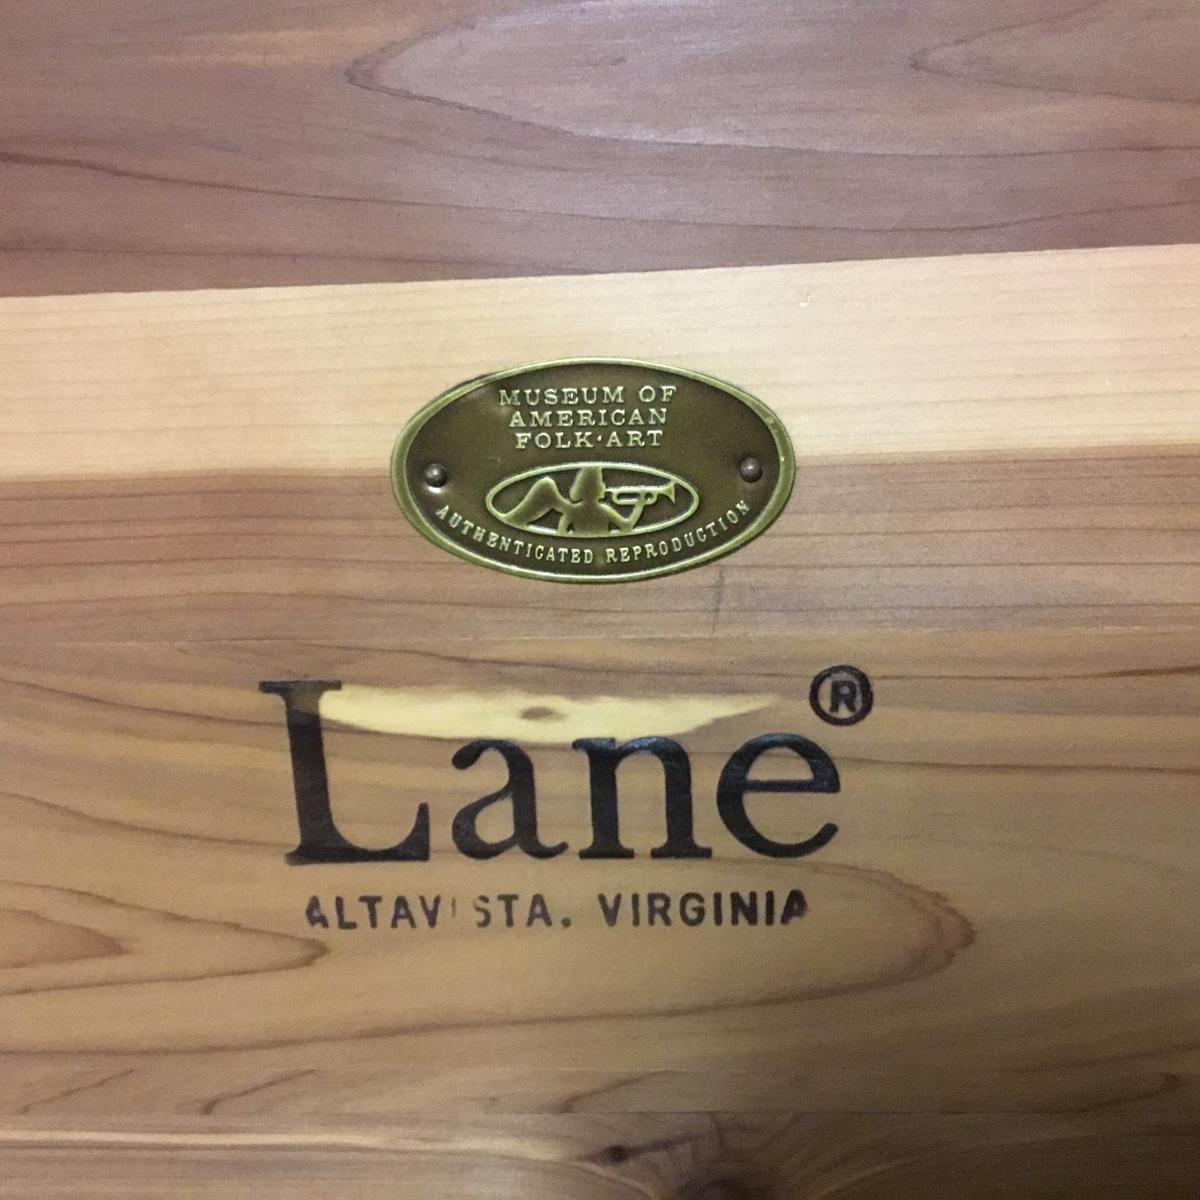 MUSEUM OF
AMERICAN
FOLK·ART
AUTHENTICATED REPRODUCTION
Lane®
ALTAVISTA, VIRGINIA